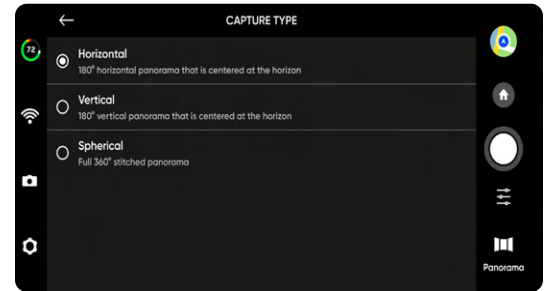 CAPTURE TYPE
72
Horizontal
180° horizontal panorama that is centered at the horizon
Vertical
180° vertical panorama that is centered at the horizon
Spherical
Full 360° stitched panorama
Panorama